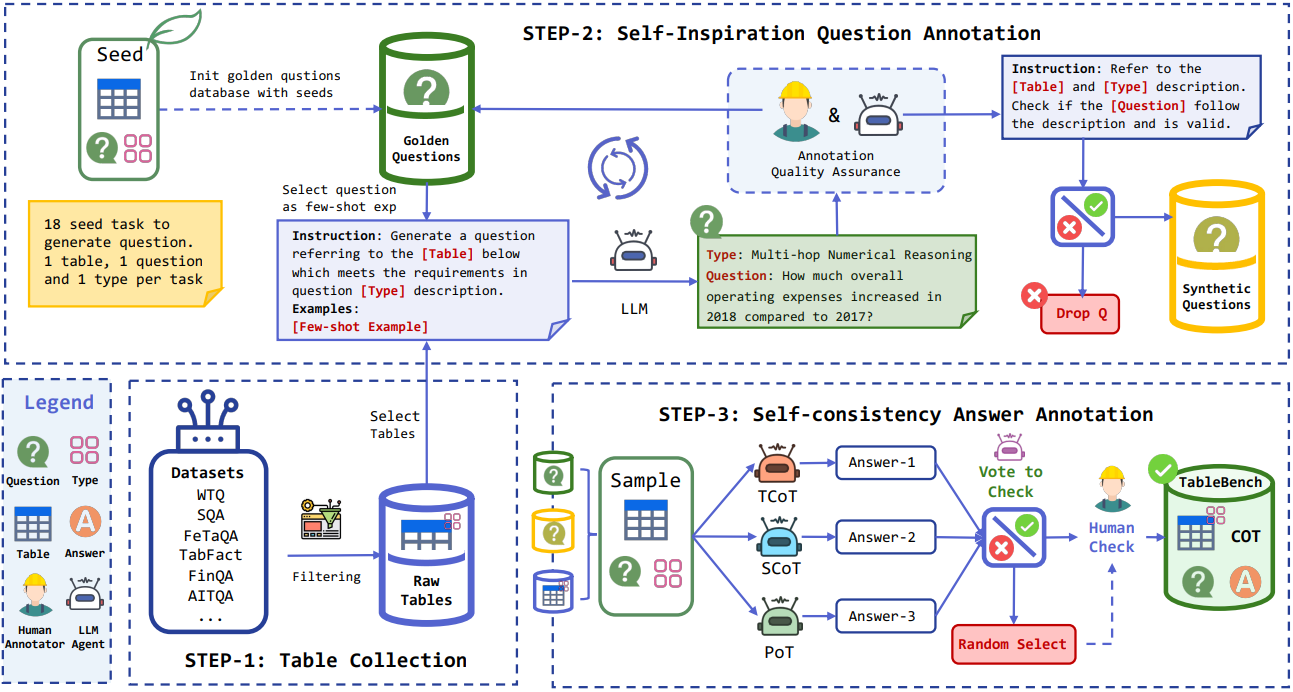 STEP-2: Self-Inspiration Question Annotation
Seed
Init golden qustions
database with seeds
Golden
Questions
18 seed task to
generate question.
1 table, 1 question
and 1 type per task
Select question
as few-shot exp
Instruction: Generate a question
referring to the [Table] below
which meets the requirements in
question [Type] description.
Examples:
[Few-shot Example]
LLM
&
Annotation
Quality Assurance
Type: Multi-hop Numerical Reasoning
Question: How much overall
operating expenses increased in
2018 compared to 2017?
Instruction: Refer to the
[Table] and [Type] description.
Check if the [Question] follow
the description and is valid.
Drop Q
Synthetic
Questions
Legend
Question
Type
Table
Answer
Human
Annotator
LLM
Agent
Datasets
WTQ
SQA
FeTaQA
TabFact
FinQA
AITQA
...
Filtering
Select
Tables
Raw
Tables
STEP-1: Table Collection
STEP-3: Self-consistency Answer Annotation
Sample
TCoT
SCoT
PoT
Answer-1
Answer-2
Answer-3
Vote to
Check
Random Select
Human
Check
TableBench
COT
A
A